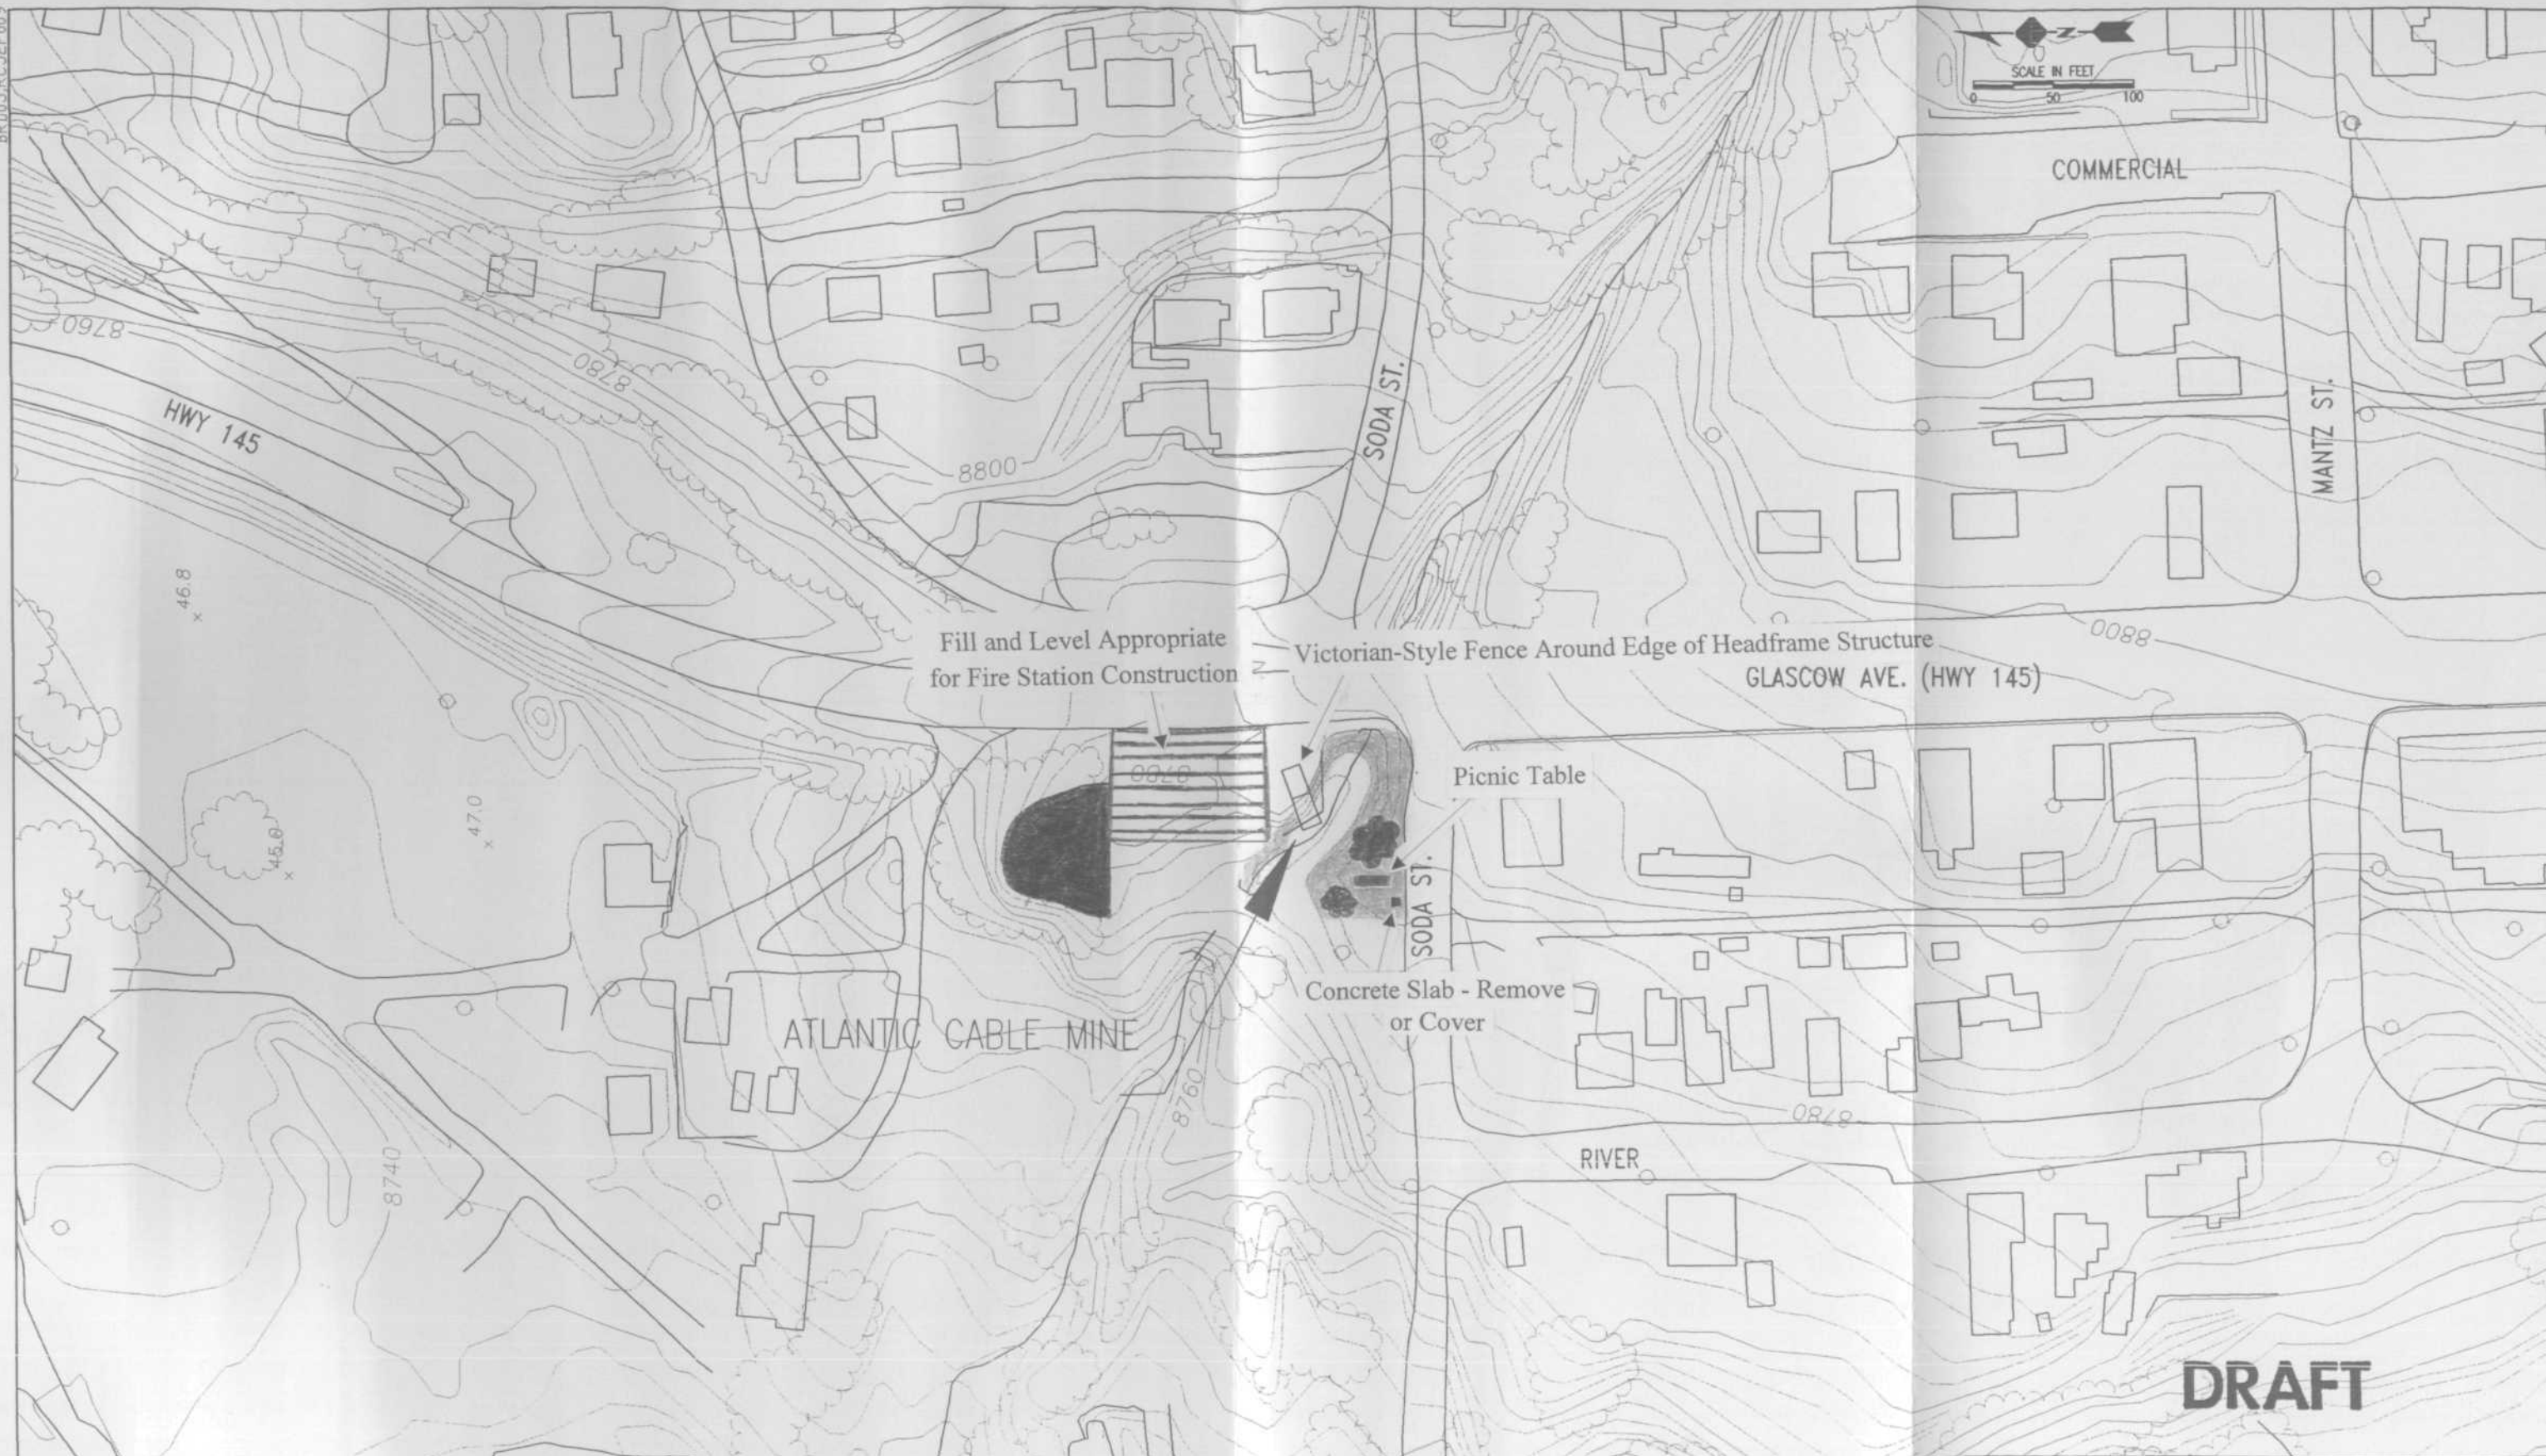 N
SCALE IN FEET
0 50 100
COMMERCIAL
8760
8780
HWY 145
8800
SODA ST.
MANTZ ST.
46.8
8800
Fill and Level Appropriate
for Fire Station Construction
Victorian-Style Fence Around Edge of Headframe Structure
GLASCOW AVE. (HWY 145)
8780
Picnic Table
47.0
45.8
SODA ST.
Concrete Slab - Remove
or Cover
ATLANTIC CABLE MINE
8760
8780
8740
RIVER
DRAFT